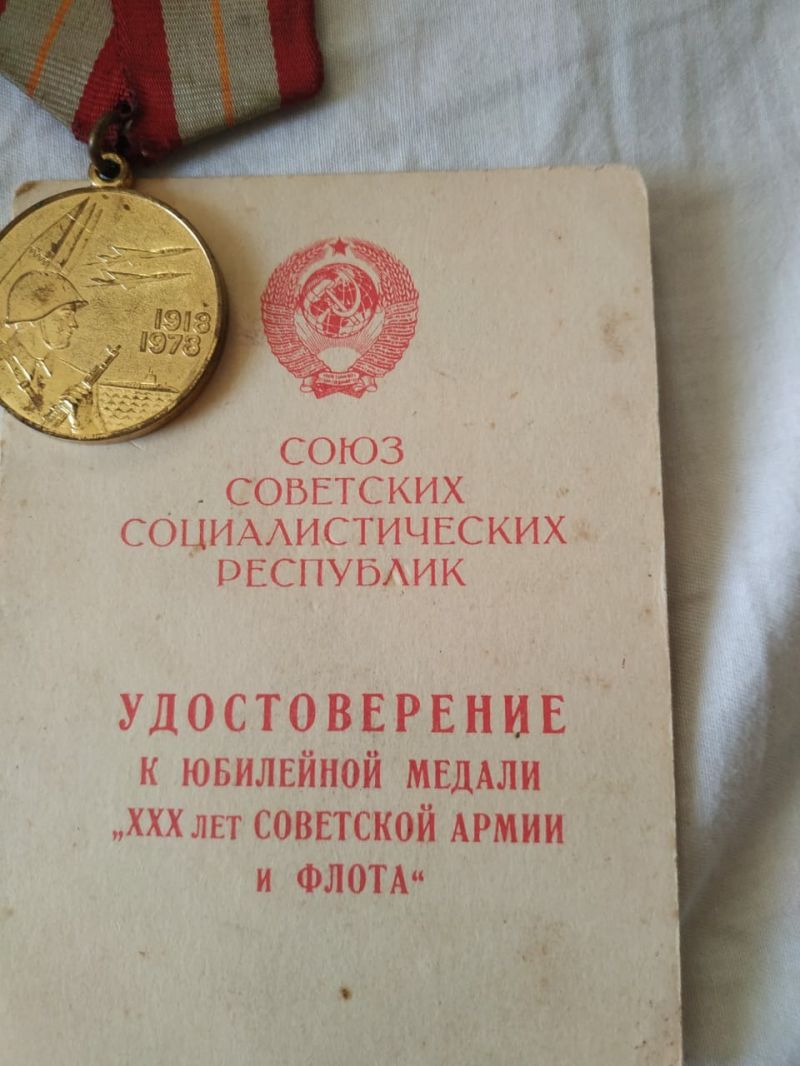 1918
1978
СОЮЗ
СОВЕТСКИХ
СОЦИАЛИСТИЧЕСКИХ
РЕСПУБЛИК
УДОСТОВЕРЕНИЕ
К ЮБИЛЕЙНОЙ МЕДАЛИ
„XXX ЛЕТ СОВЕТСКОЙ АРМИИ
И ФЛОТА“